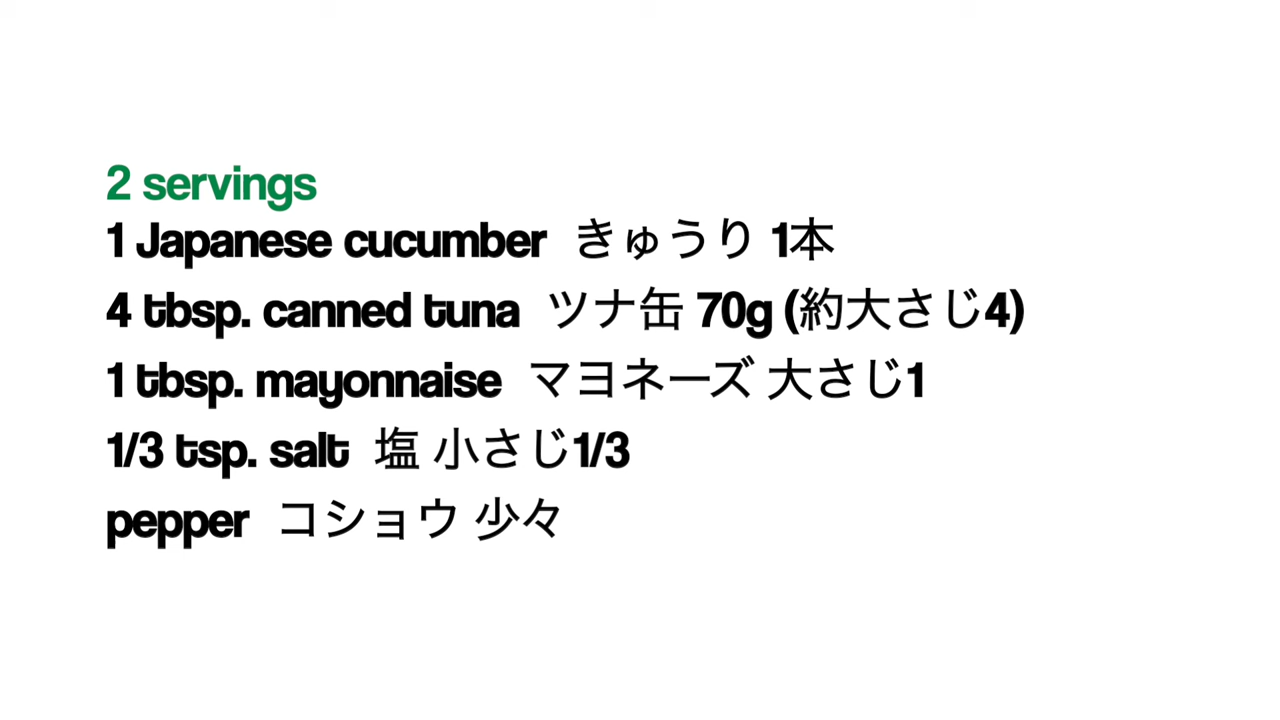 2 servings
1 Japanese cucumber きゅうり 1本
4 tbsp. canned tuna ツナ缶 70g (約大さじ4)
1 tbsp. mayonnaise マヨネーズ 大さじ1
1/3 tsp. salt 塩 小さじ1/3
pepper コショウ 少々